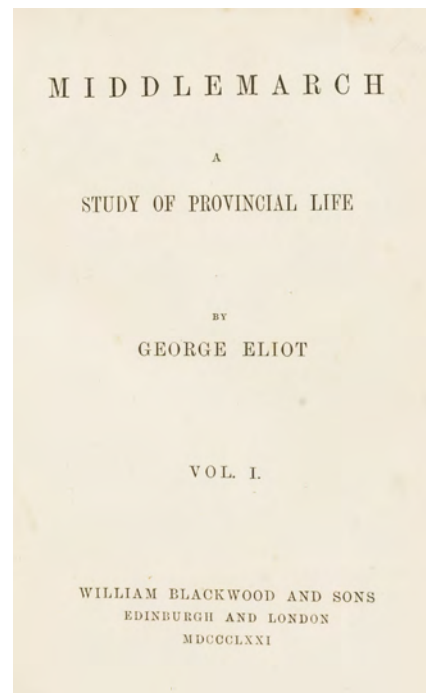 MIDDLEMARCH
A
STUDY OF PROVINCIAL LIFE
BY
GEORGE ELIOT
VOL. I.
WILLIAM BLACKWOOD AND SONS
EDINBURGH AND LONDON
MDCCCLXXI